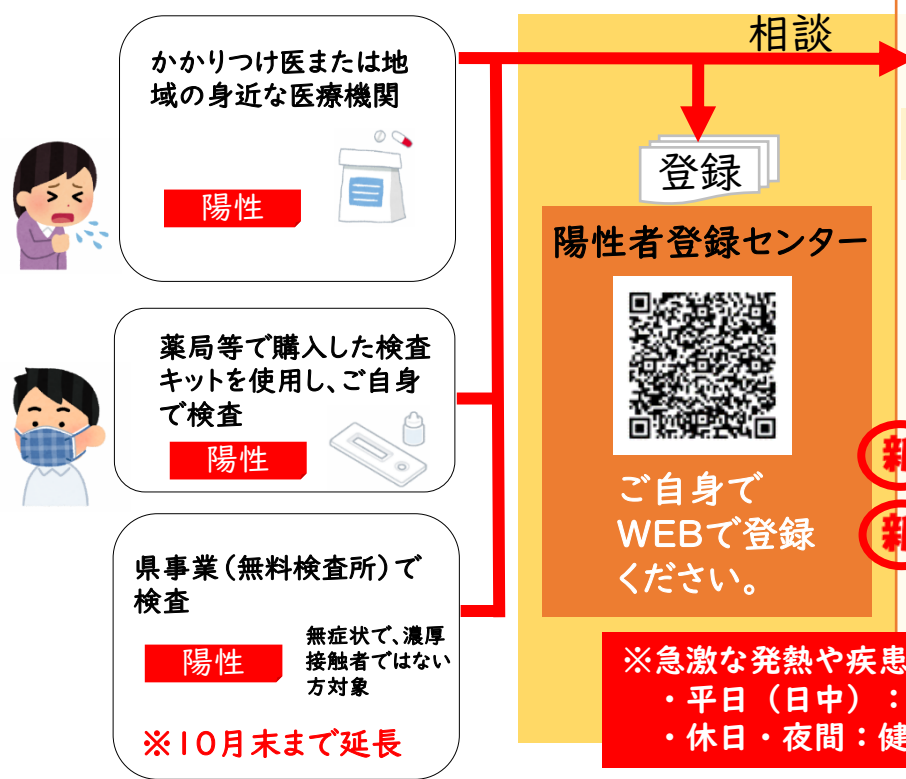 かかりつけ医または地
域の身近な医療機関
陽性
薬局等で購入した検査
キットを使用し、ご自身
で検査
陽性
県事業（無料検査所）で
検査
陽性
無症状で、濃厚
接触者ではない
方対象
※10月末まで延長
相談
登録
陽性者登録センター
ご自身で
WEBで登録
ください。
※急激な発熱や疾患
・平日（日中）：
・休日・夜間：健